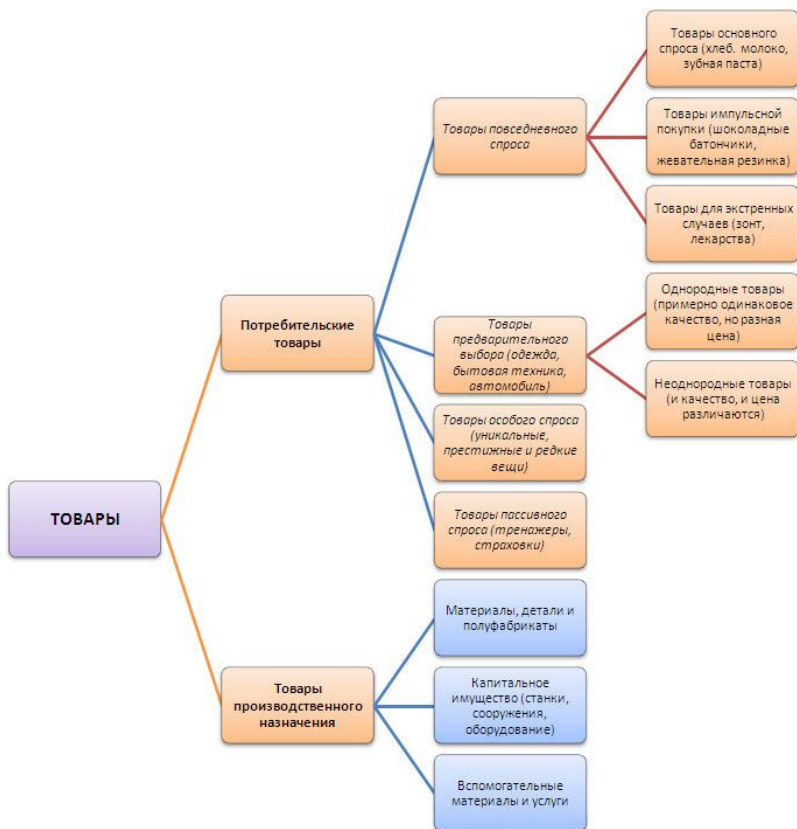 ТОВАРЫ
Потребительские
товары
Товары повседневного
спроса
Товары основного
спроса (хлеб. молоко,
зубная паста)
Товары импульсной
покупки (шоколадные
батончики,
жевательная резинка)
Товары для экстренных
случаев (зонт,
лекарства)
Товары
предварительного
выбора (одежда,
бытовая техника,
автомобиль)
Однородные товары
(примерно одинаковое
качество, но разная
цена)
Неоднородные товары
(и качество, и цена
различаются)
Товары особого спроса
(уникальные,
престижные и редкие
вещи)
Товары пассивного
спроса (тренажеры,
страховки)
Товары
производственного
назначения
Материалы, детали и
полуфабрикаты
Капитальное
имущество (станки,
сооружения,
оборудование)
Вспомогательные
материалы и услуги